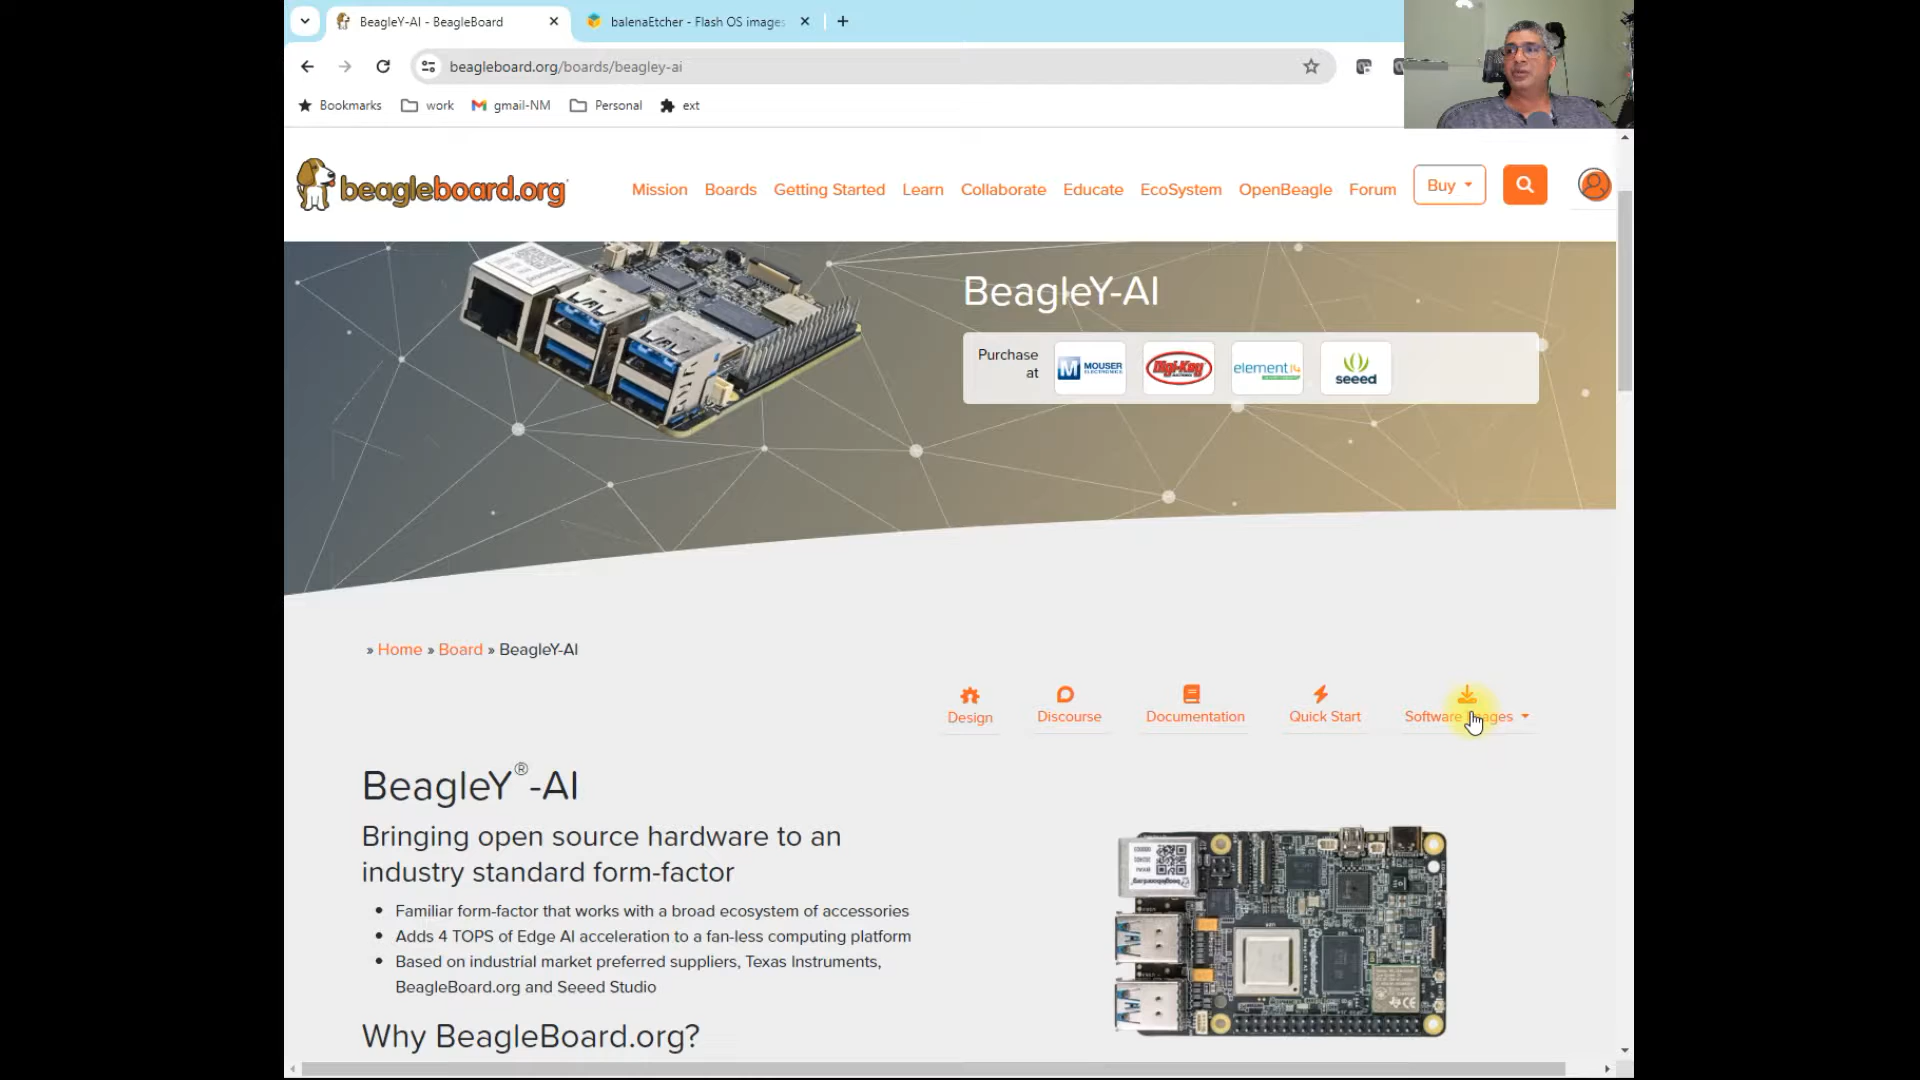 BeagleY-AI - BeagleBoard
balenaEtcher - Flash OS images
beagleboard.org/boards/beagley-ai
Bookmarks
work
gmail-NM
Personal
ext
beagleboard.org
Mission
Boards
Getting Started
Learn
Collaborate
Educate
EcoSystem
OpenBeagle
Forum
Buy
BeagleY-AI
Purchase
at
M MOUSER
ELECTRONICS
Digi-Key
element14
seeed
» Home » Board » BeagleY-AI
Design
Discourse
Documentation
Quick Start
Software Images
BeagleY®-AI
Bringing open source hardware to an
industry standard form-factor
• Familiar form-factor that works with a broad ecosystem of accessories
• Adds 4 TOPS of Edge AI acceleration to a fan-less computing platform
• Based on industrial market preferred suppliers, Texas Instruments,
BeagleBoard.org and Seeed Studio
Why BeagleBoard.org?